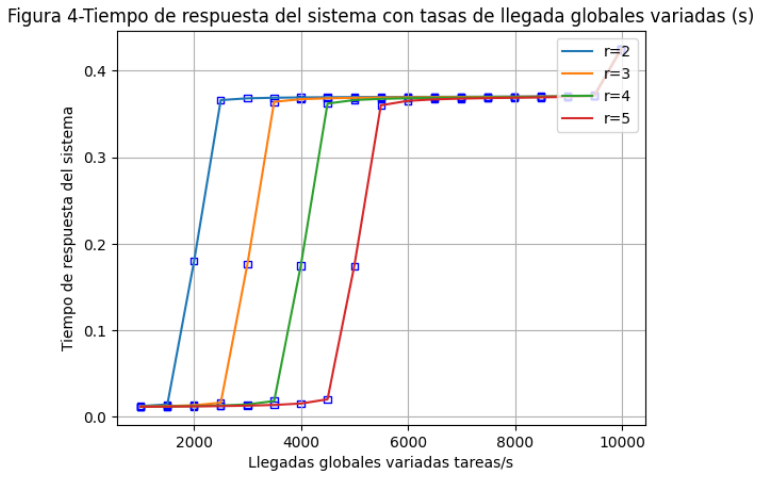 Figura 4-Tiempo de respuesta del sistema con tasas de llegada globales variadas (s)
r=2
r=3
r=4
r=5
0.4
0.3
0.2
0.1
0.0
Tiempo de respuesta del sistema
2000 4000 6000 8000 10000
Llegadas globales variadas tareas/s